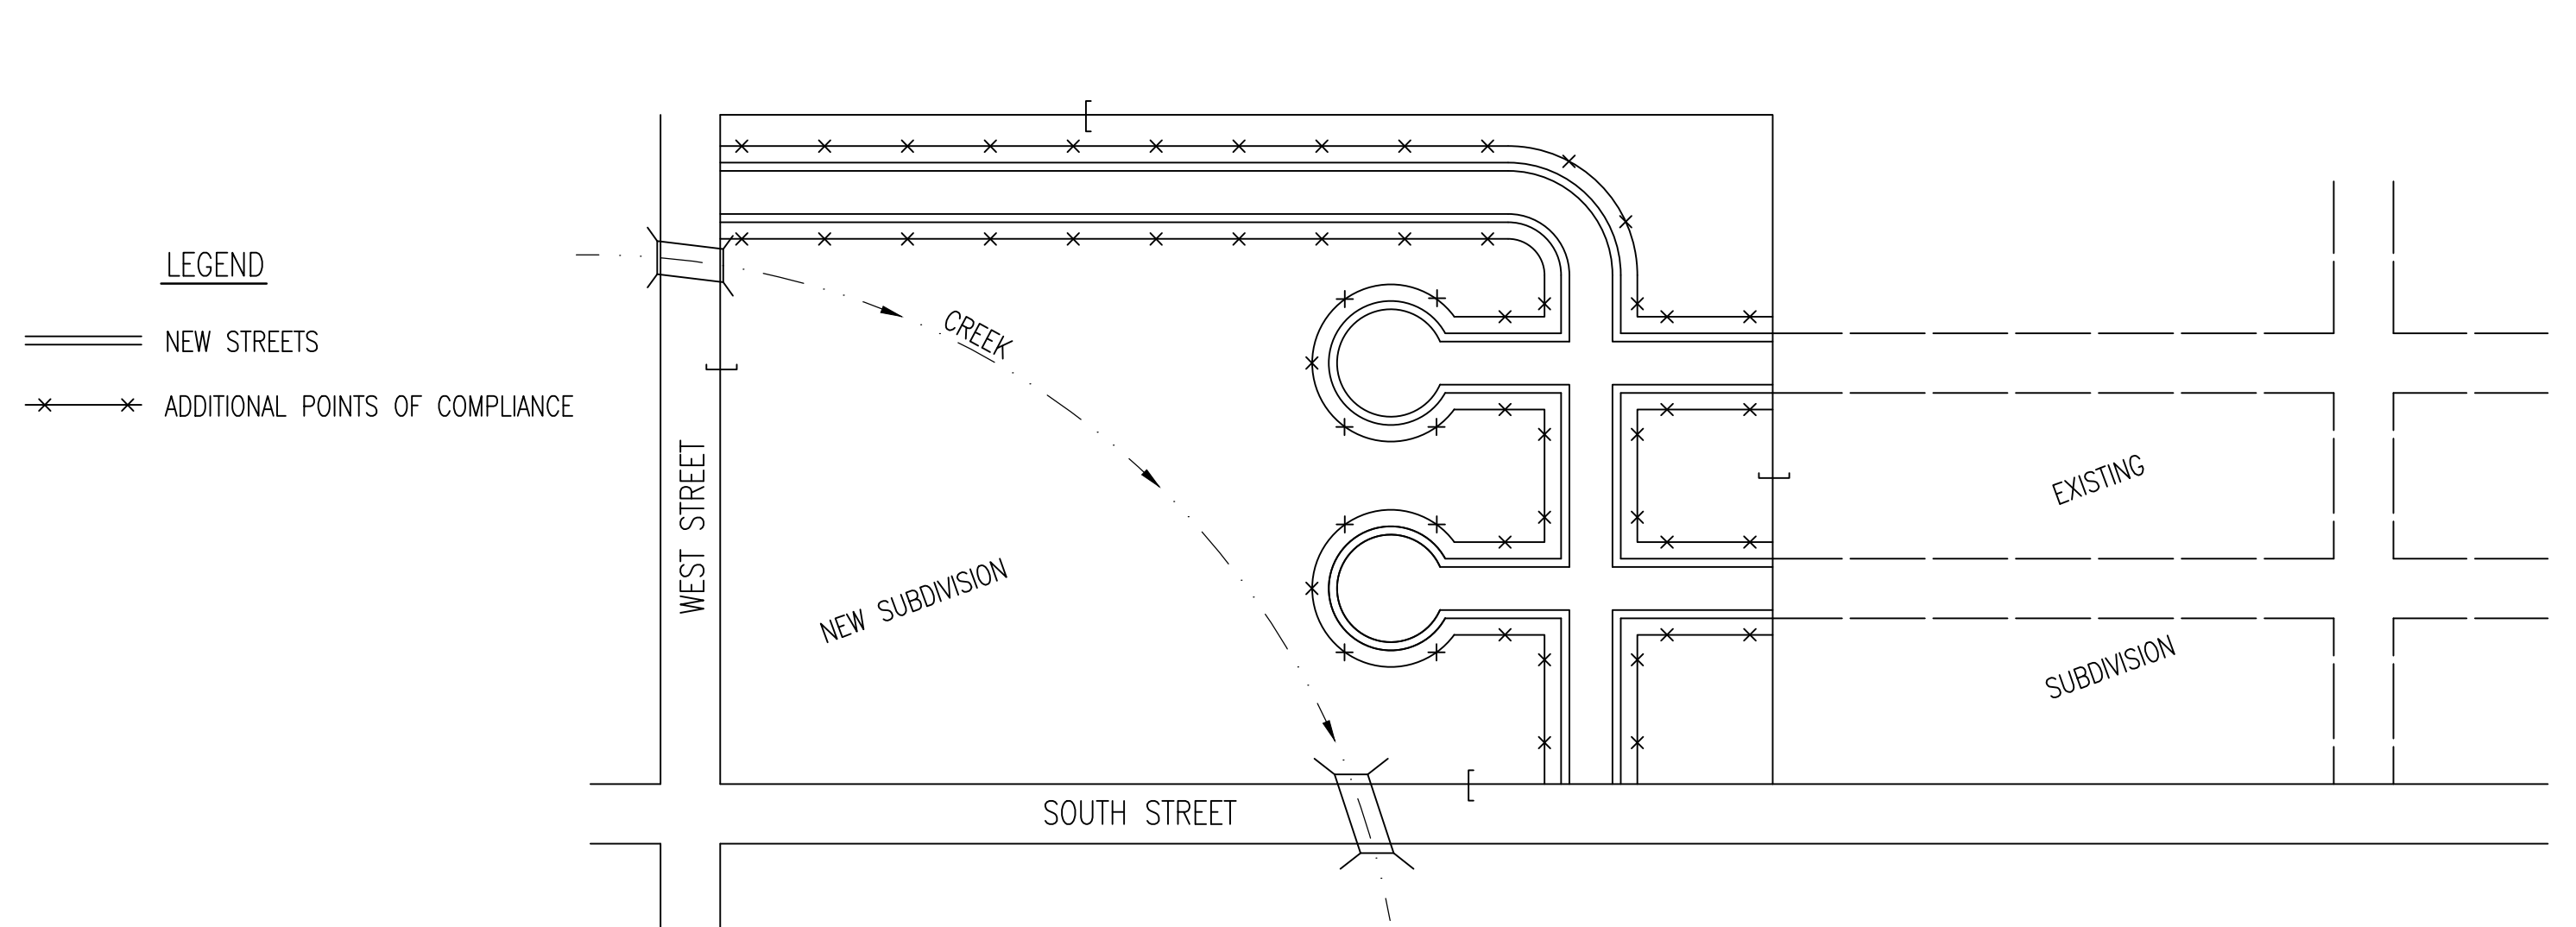 LEGEND
NEW STREETS
ADDITIONAL POINTS OF COMPLIANCE
CREEK
WEST STREET
NEW SUBDIVISION
SOUTH STREET
EXISTING
SUBDIVISION